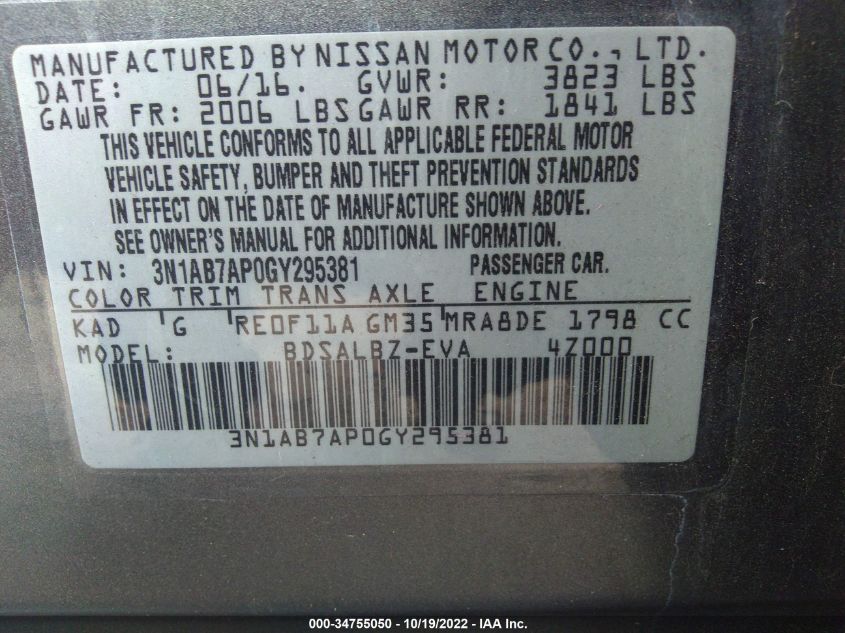 MANUFACTURED BY NISSAN MOTOR CO., LTD.
DATE: 06/16. GVWR: 3823 LBS
GAWR FR: 2006 LBS GAWR RR: 1841 LBS
THIS VEHICLE CONFORMS TO ALL APPLICABLE FEDERAL MOTOR
VEHICLE SAFETY, BUMPER AND THEFT PREVENTION STANDARDS
IN EFFECT ON THE DATE OF MANUFACTURE SHOWN ABOVE.
SEE OWNER'S MANUAL FOR ADDITIONAL INFORMATION.
VIN: 3N1AB7AP0GY295381 PASSENGER CAR.
COLOR TRIM TRANS AXLE ENGINE
KAD G RE0F11A GM35 MRA8DE 1798 CC
MODEL: BDSALBZ-EVA 4Z000
3N1AB7AP0GY295381
000-34755050 - 10/19/2022 - IAA Inc.